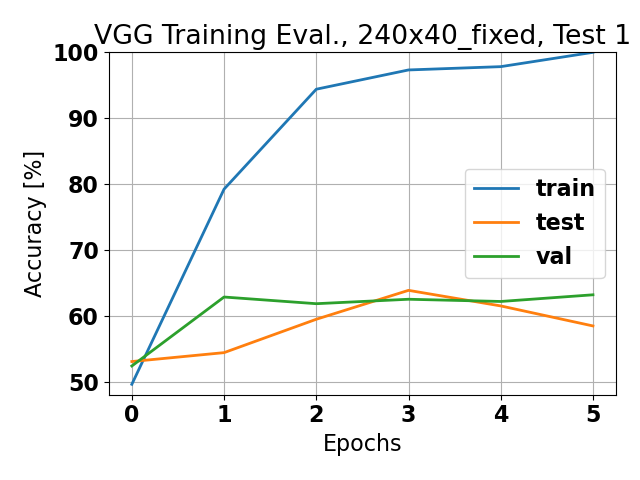 VGG Training Eval., 240x40_fixed, Test 1
100
90
80
70
60
50
Accuracy [%]
train
test
val
0 1 2 3 4 5
Epochs